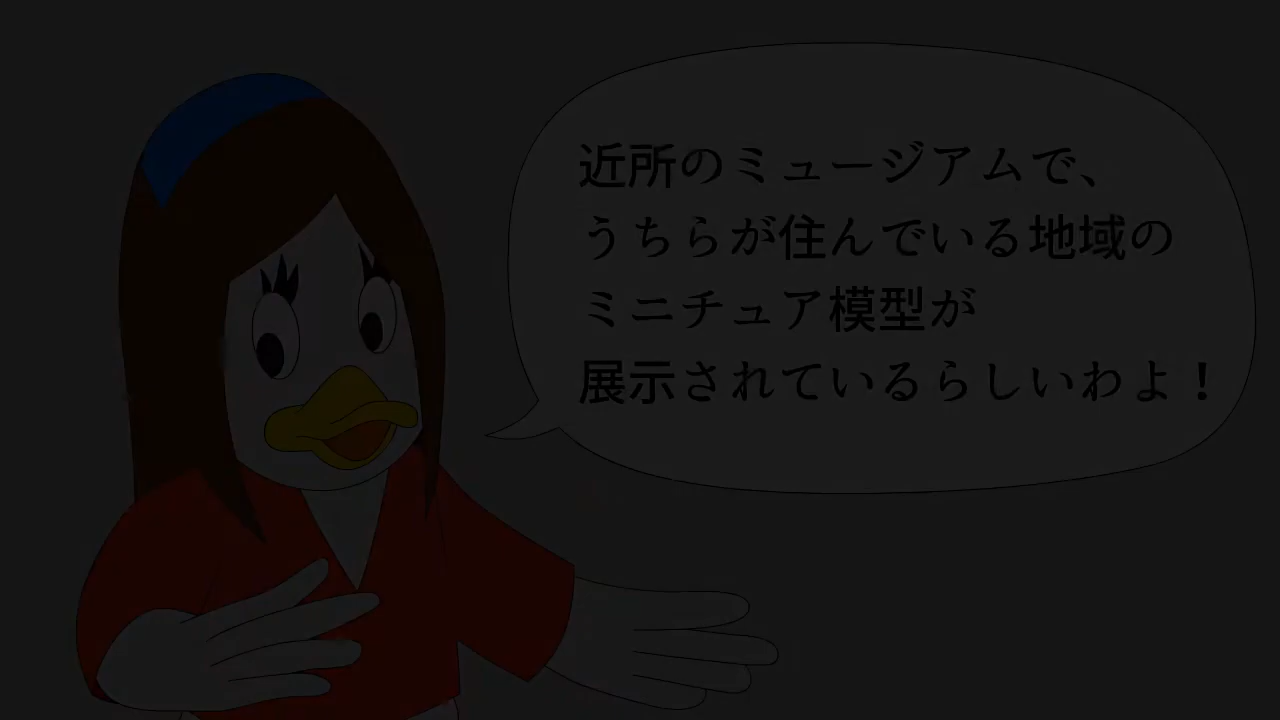 近所のミュージアムで、
うちらが住んでいる地域の
ミニチュア模型が
展示されているらしいわよ！